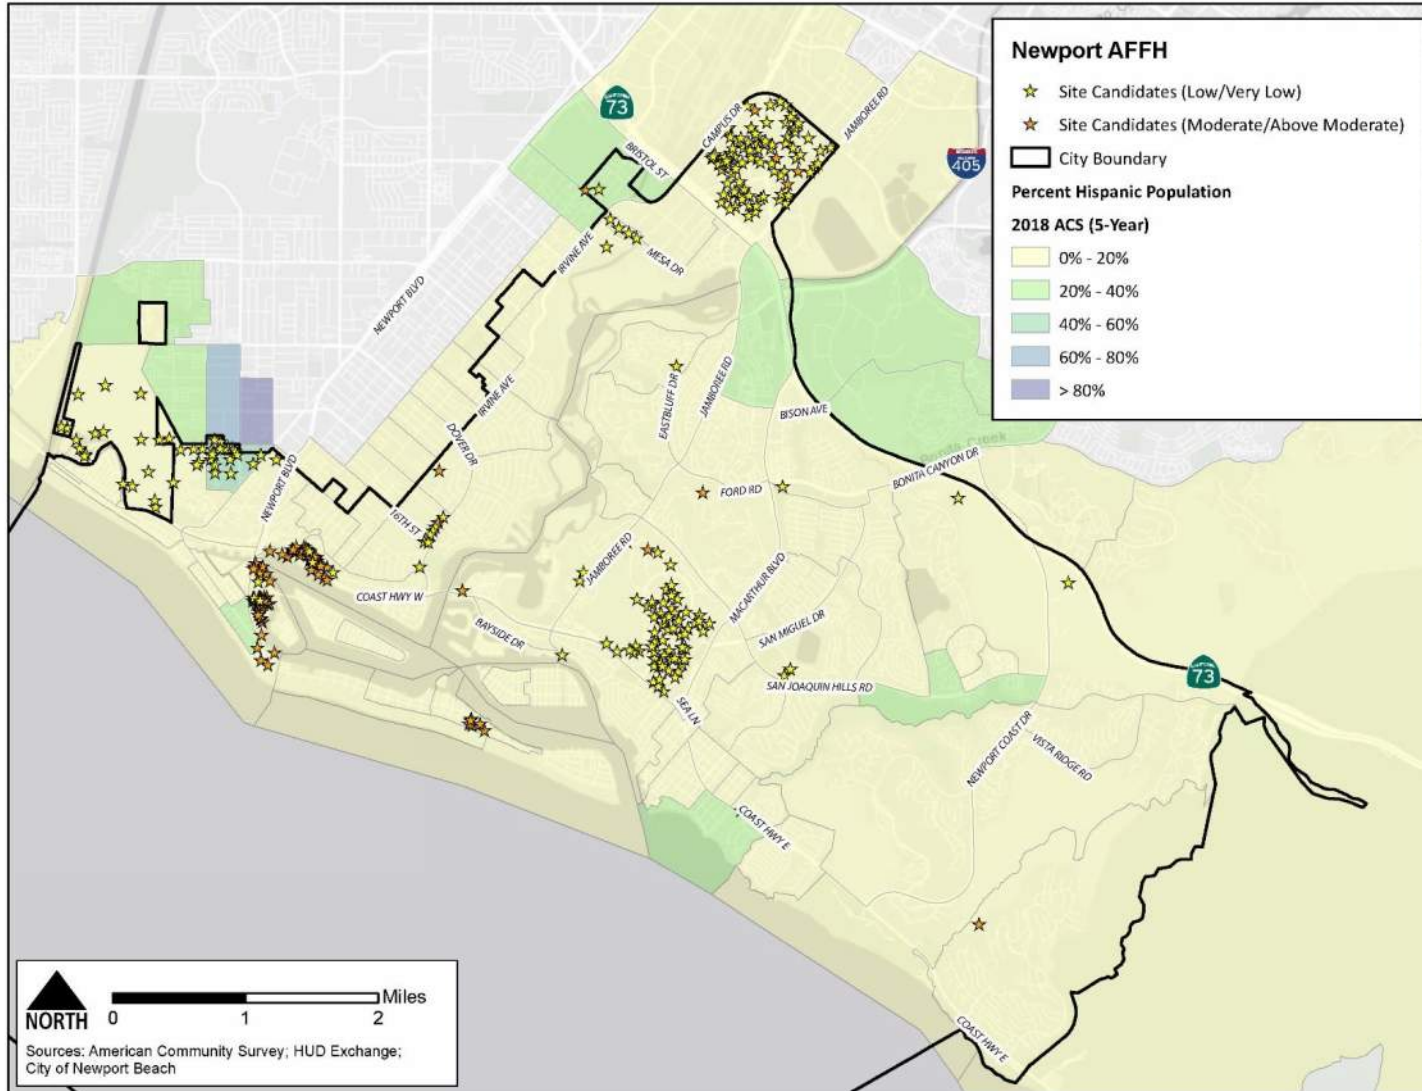 Newport AFFH
Site Candidates (Low/Very Low)
Site Candidates (Moderate/Above Moderate)
City Boundary
Percent Hispanic Population
2018 ACS (5-Year)
0% - 20%
20% - 40%
40% - 60%
60% - 80%
> 80%
73
CAMPUS DR
JAMBOREE RD
BRISTOL ST
405
IRVINE AVE
MESA DR
NEWPORT BLVD
JAMBOREE RD
EASTBLUFF DR
IRVINE AVE
BISON AVE
DOVER DR
BONITA CANYON DR
NEWPORT BLVD
FORD RD
16TH ST
JAMBOREE RD
MACARTHUR BLVD
COAST HWY W
BAYSIDE DR
SAN MIGUEL DR
SAN JOAQUIN HILLS RD
73
SEA LN
NEWPORT COAST DR
VISTA RIDGE RD
COAST HWY E
COAST HWY E
NORTH
0 1 2 Miles
Sources: American Community Survey; HUD Exchange;
City of Newport Beach